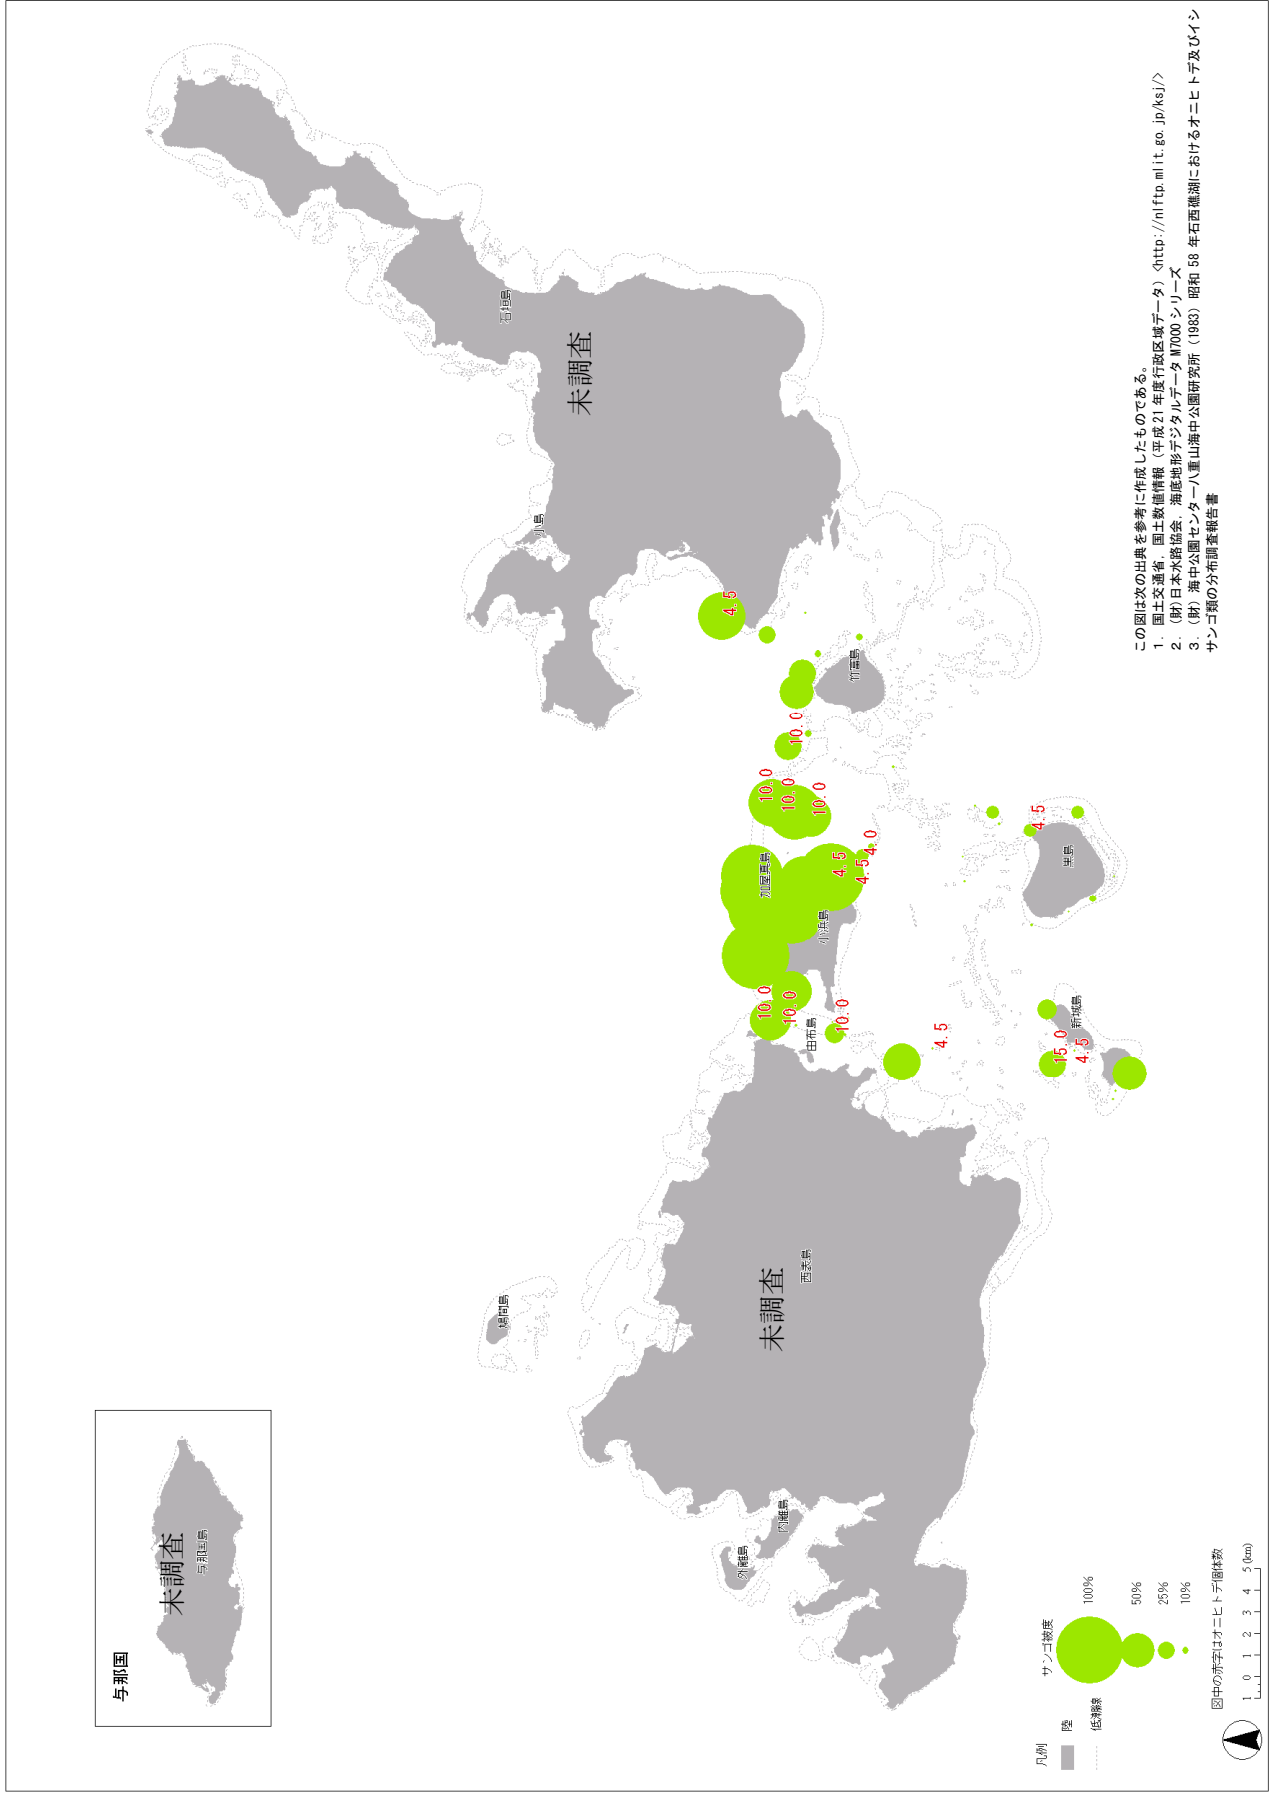 与那国
未調査
与那国島
鳩間島
外離島
内離島
未調査
西表島
由布島
小浜島
加屋真島
竹富島
黒島
新城島
石垣島
未調査
小島
4.5
10.0
10.0
10.0
10.0
4.5
4.5
4.0
10.0
10.0
10.0
4.5
4.5
15.0
4.5
凡例
陸
低潮線
サンゴ被度
100%
50%
25%
10%
図中の赤字はオニヒトデ個体数
1 0 1 2 3 4 5 (km)
この図は次の出典を参考に作成したものである。
1. 国土交通省, 国土数値情報 (平成 21 年度行政区域データ) <http://nlftp.mlit.go.jp/ksj/>
2. (財)日本水路協会, 海底地形デジタルデータ M7000 シリーズ
3. (財) 海中公園センター八重山海中公園研究所 (1983) 昭和 58 年石西礁湖におけるオニヒトデ及びイシ
サンゴ類の分布調査報告書